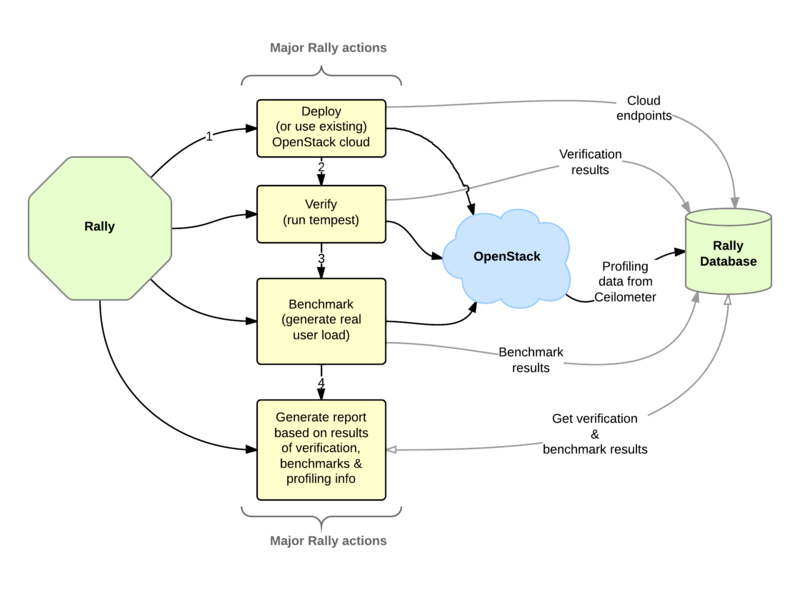 Major Rally actions
Deploy
(or use existing)
OpenStack cloud
Cloud
endpoints
1
2
Verification
results
Verify
(run tempest)
Rally
OpenStack
Rally
Database
3
Profiling
data from
Ceilometer
Benchmark
(generate real
user load)
Benchmark
results
4
Generate report
based on results
of verification,
benchmarks &
profiling info
Get verification
&
benchmark results
Major Rally actions